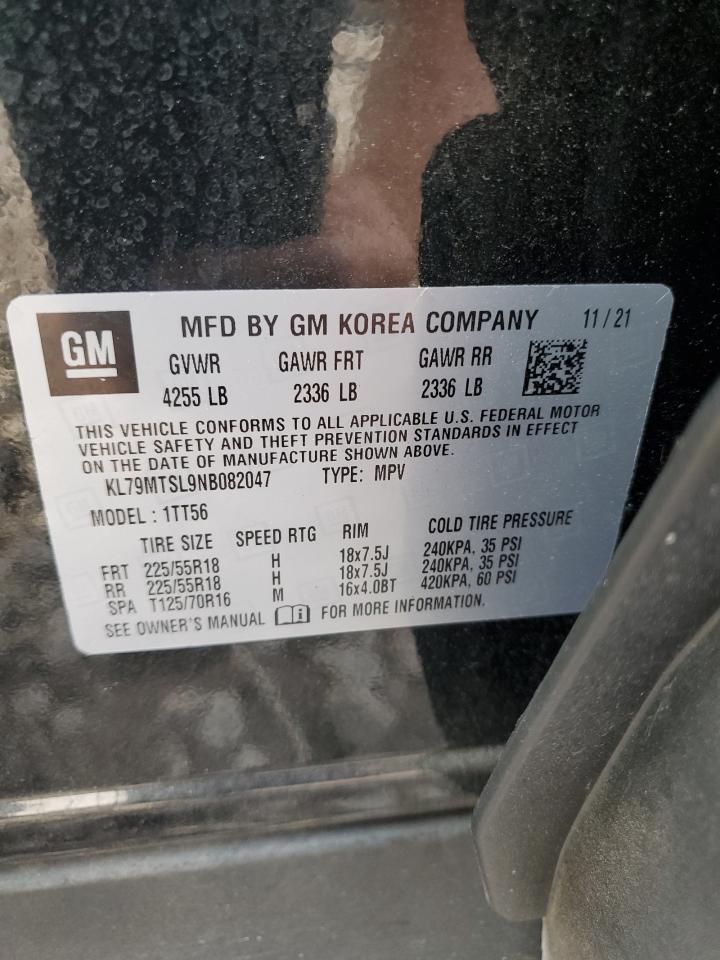 GM
MFD BY GM KOREA COMPANY 11/21
GVWR GAWR FRT GAWR RR
4255 LB 2336 LB 2336 LB
THIS VEHICLE CONFORMS TO ALL APPLICABLE U.S. FEDERAL MOTOR
VEHICLE SAFETY AND THEFT PREVENTION STANDARDS IN EFFECT
ON THE DATE OF MANUFACTURE SHOWN ABOVE.
KL79MTSL9NB082047 TYPE: MPV
MODEL : 1TT56
TIRE SIZE SPEED RTG RIM COLD TIRE PRESSURE
FRT 225/55R18 H 18x7.5J 240KPA, 35 PSI
RR 225/55R18 H 18x7.5J 240KPA, 35 PSI
SPA T125/70R16 M 16x4.0BT 420KPA, 60 PSI
SEE OWNER'S MANUAL FOR MORE INFORMATION.